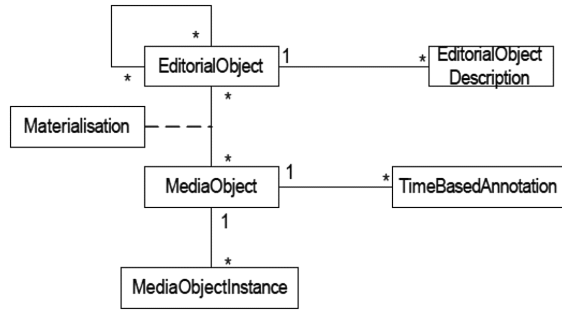 *
*
EditorialObject
1
*
EditorialObject
Description
*
Materialisation
*
MediaObject
1
*
TimeBasedAnnotation
1
*
MediaObjectInstance